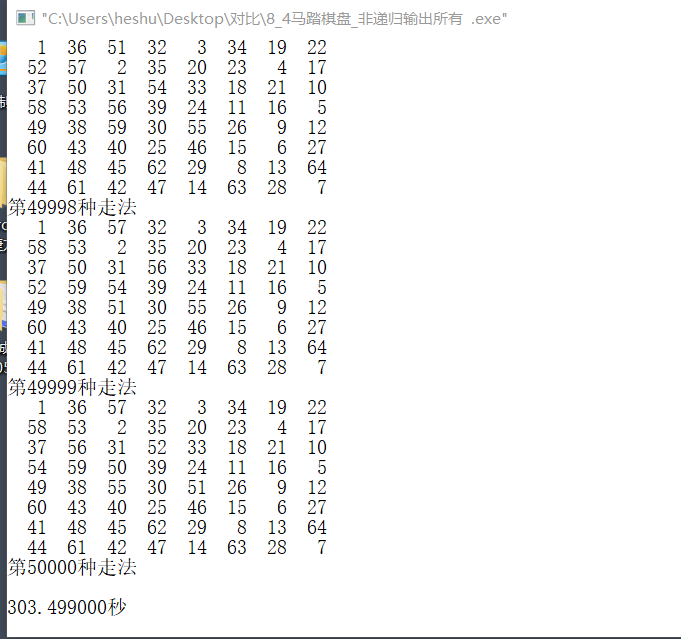 "C:\Users\heshu\Desktop\对比\8_4马踏棋盘_非递归输出所有 .exe"
1 36 51 32 3 34 19 22
52 57 2 35 20 23 4 17
37 50 31 54 33 18 21 10
58 53 56 39 24 11 16 5
49 38 59 30 55 26 9 12
60 43 40 25 46 15 6 27
41 48 45 62 29 8 13 64
44 61 42 47 14 63 28 7
第49998种走法
1 36 57 32 3 34 19 22
58 53 2 35 20 23 4 17
37 50 31 56 33 18 21 10
52 59 54 39 24 11 16 5
49 38 51 30 55 26 9 12
60 43 40 25 46 15 6 27
41 48 45 62 29 8 13 64
44 61 42 47 14 63 28 7
第49999种走法
1 36 57 32 3 34 19 22
58 53 2 35 20 23 4 17
37 56 31 52 33 18 21 10
54 59 50 39 24 11 16 5
49 38 55 30 51 26 9 12
60 43 40 25 46 15 6 27
41 48 45 62 29 8 13 64
44 61 42 47 14 63 28 7
第50000种走法
303.499000秒